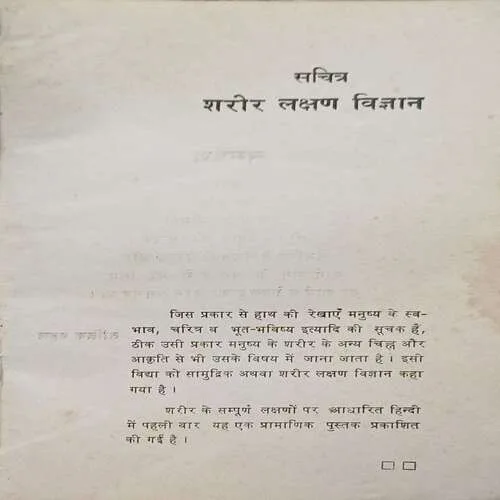 सचित्र
शरीर लक्षण विज्ञान
जिस प्रकार से हाथ की रेखाएँ मनुष्य के स्व-
भाव, चरित्र व भूत-भविष्य इत्यादि की सूचक हैं,
ठीक उसी प्रकार मनुष्य के शरीर के अन्य चिह्न और
आकृति से भी उसके विषय में जाना जाता है । इसी
विद्या को सामुद्रिक अथवा शरीर लक्षण विज्ञान कहा
गया है ।
शरीर के सम्पूर्ण लक्षणों पर आधारित हिन्दी
में पहली बार यह एक प्रामाणिक पुस्तक प्रकाशित
की गई है ।